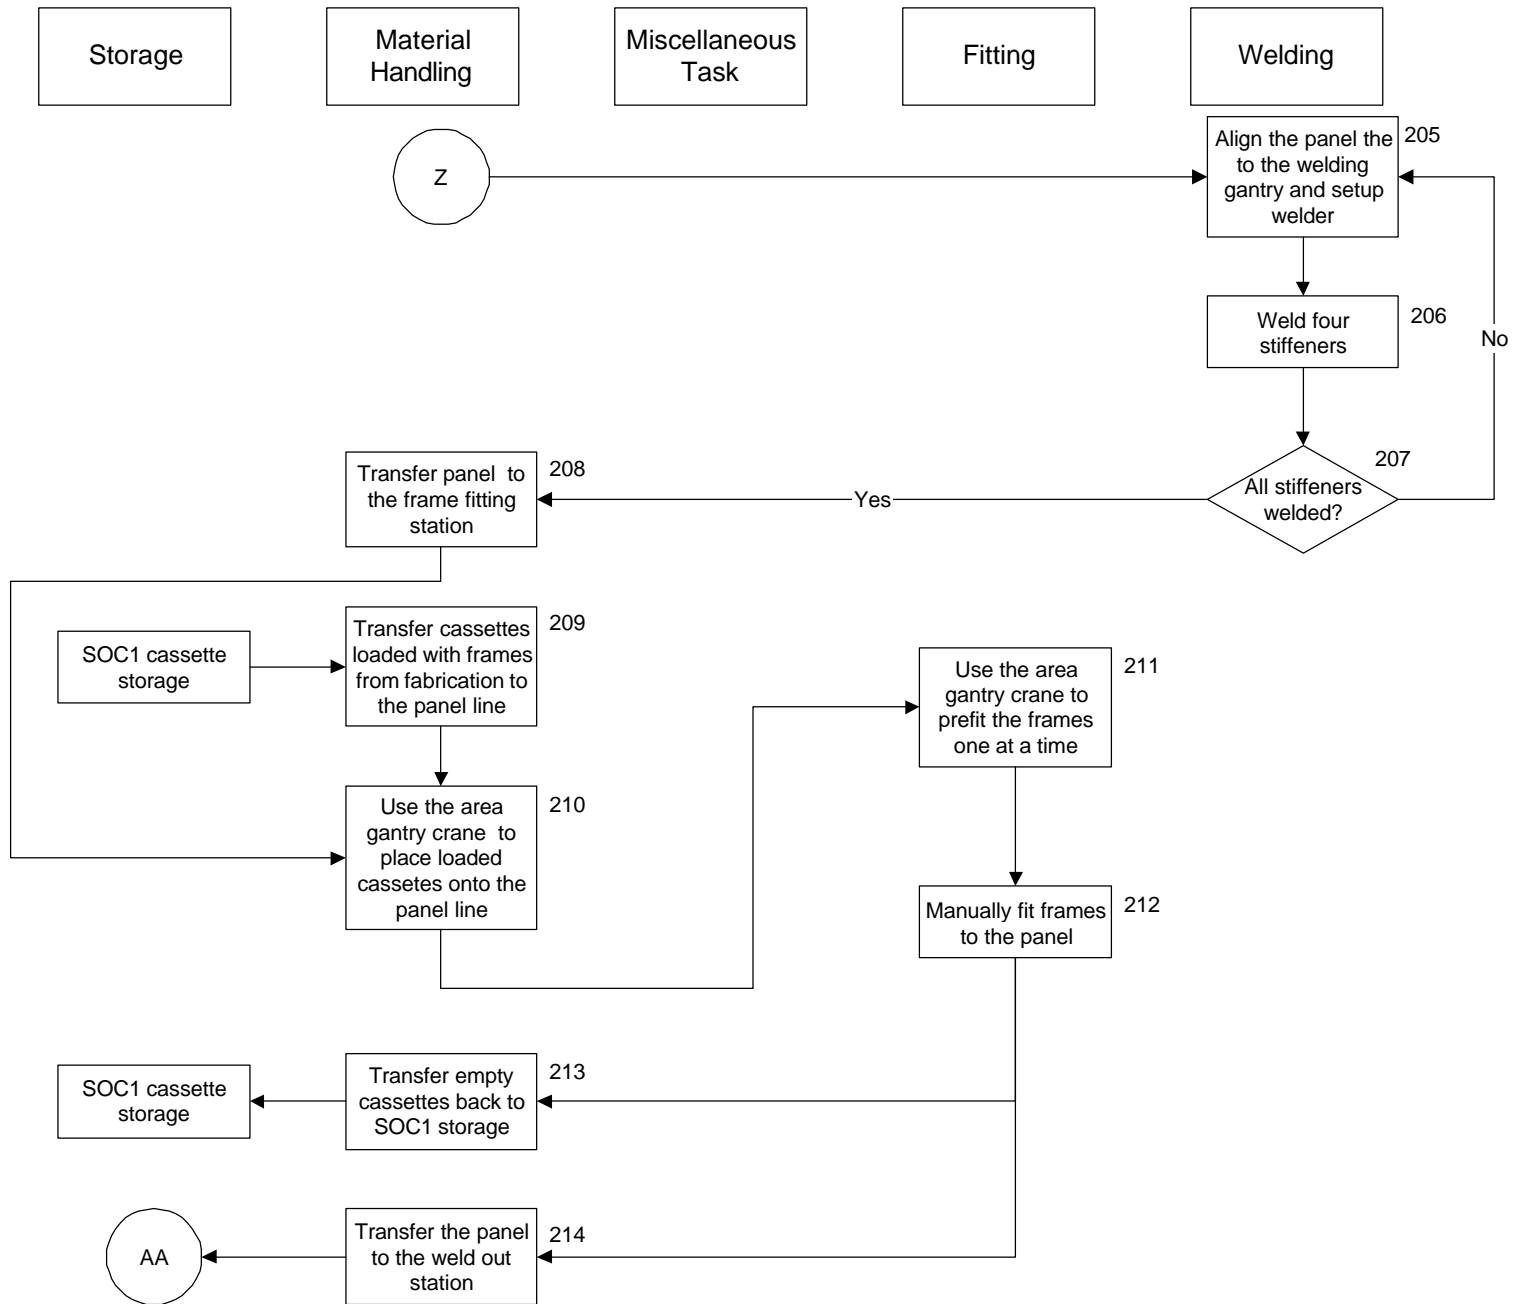 Storage
Material
Handling
Miscellaneous
Task
Fitting
Welding
Z
Align the panel the
to the welding
gantry and setup
welder
205
Weld four
stiffeners
206
No
All stiffeners
welded?
207
Yes
Transfer panel to
the frame fitting
station
208
SOC1 cassette
storage
Transfer cassettes
loaded with frames
from fabrication to
the panel line
209
Use the area
gantry crane to
place loaded
cassetes onto the
panel line
210
Use the area
gantry crane to
prefit the frames
one at a time
211
Manually fit frames
to the panel
212
SOC1 cassette
storage
Transfer empty
cassettes back to
SOC1 storage
213
AA
Transfer the panel
to the weld out
station
214